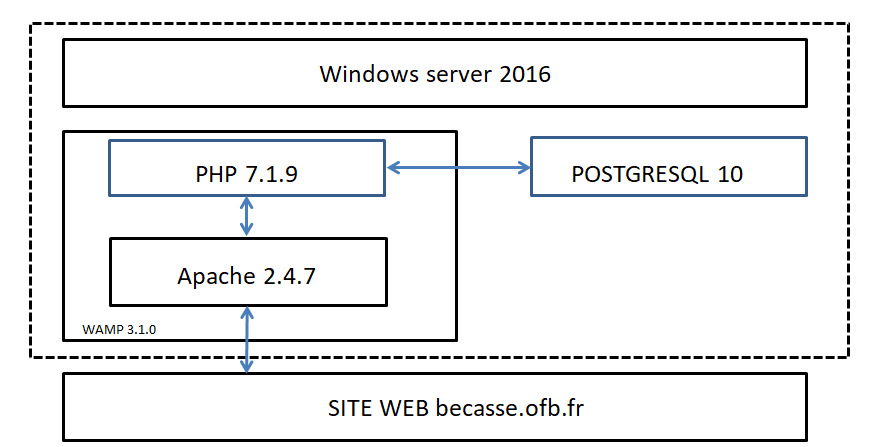 Windows server 2016
PHP 7.1.9
POSTGRESQL 10
Apache 2.4.7
WAMP 3.1.0
SITE WEB becasse.ofb.fr